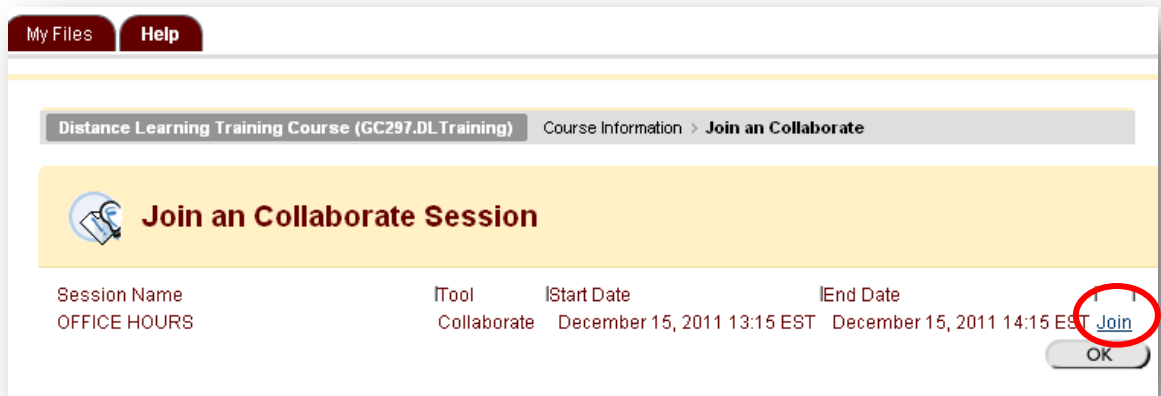 My Files Help
Distance Learning Training Course (GC297.DLTraining) Course Information > Join an Collaborate
Join an Collaborate Session
Session Name Tool Start Date End Date
OFFICE HOURS Collaborate December 15, 2011 13:15 EST December 15, 2011 14:15 EST Join
OK